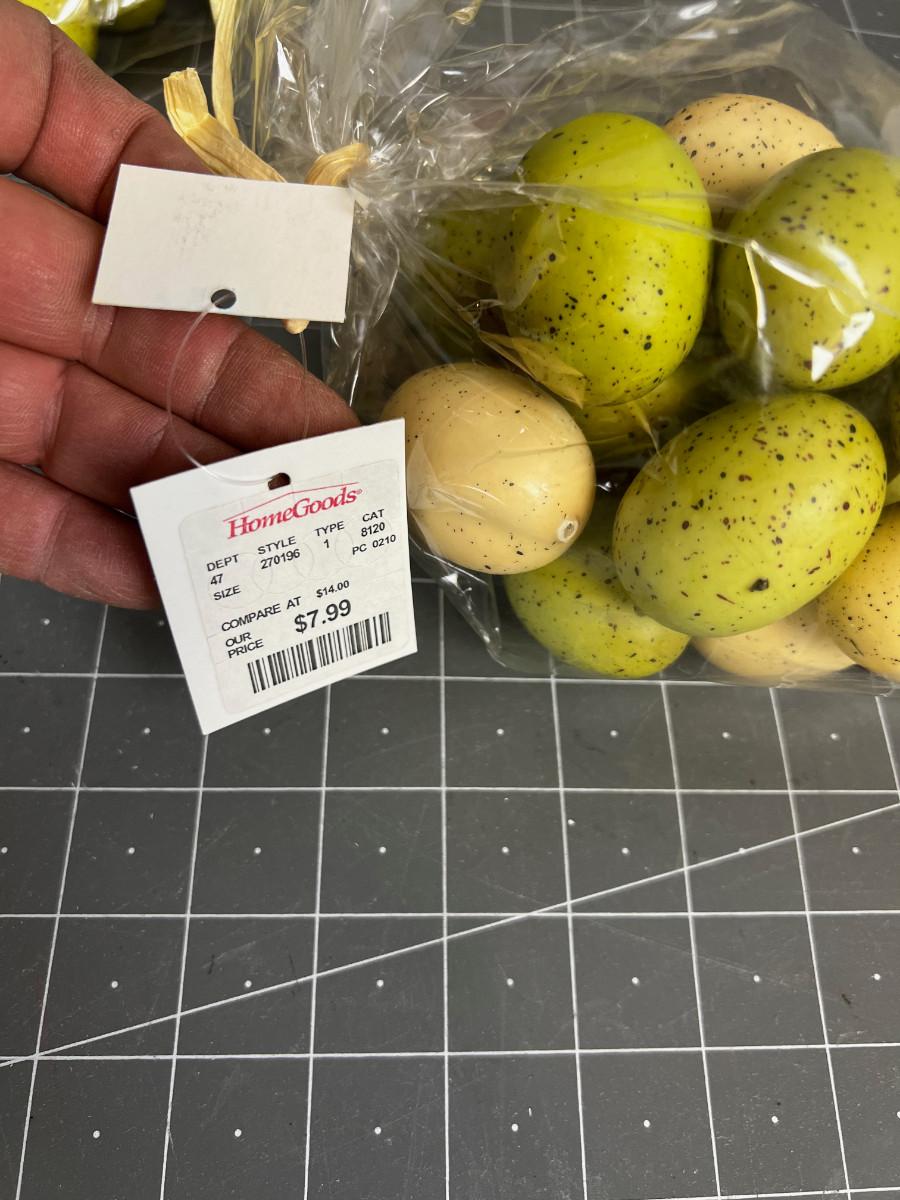 HomeGoods®
DEPT STYLE TYPE CAT
47 270196 1 8120
SIZE PC 0210
COMPARE AT $14.00
OUR PRICE $7.99